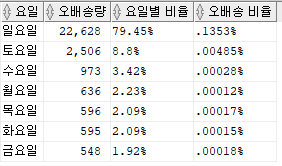 요일 오배송량 요일별 비율 오배송 비율
일요일 22,628 79.45% .1353%
토요일 2,506 8.8% .00485%
수요일 973 3.42% .00028%
월요일 636 2.23% .00012%
목요일 596 2.09% .00017%
화요일 595 2.09% .00015%
금요일 548 1.92% .00018%